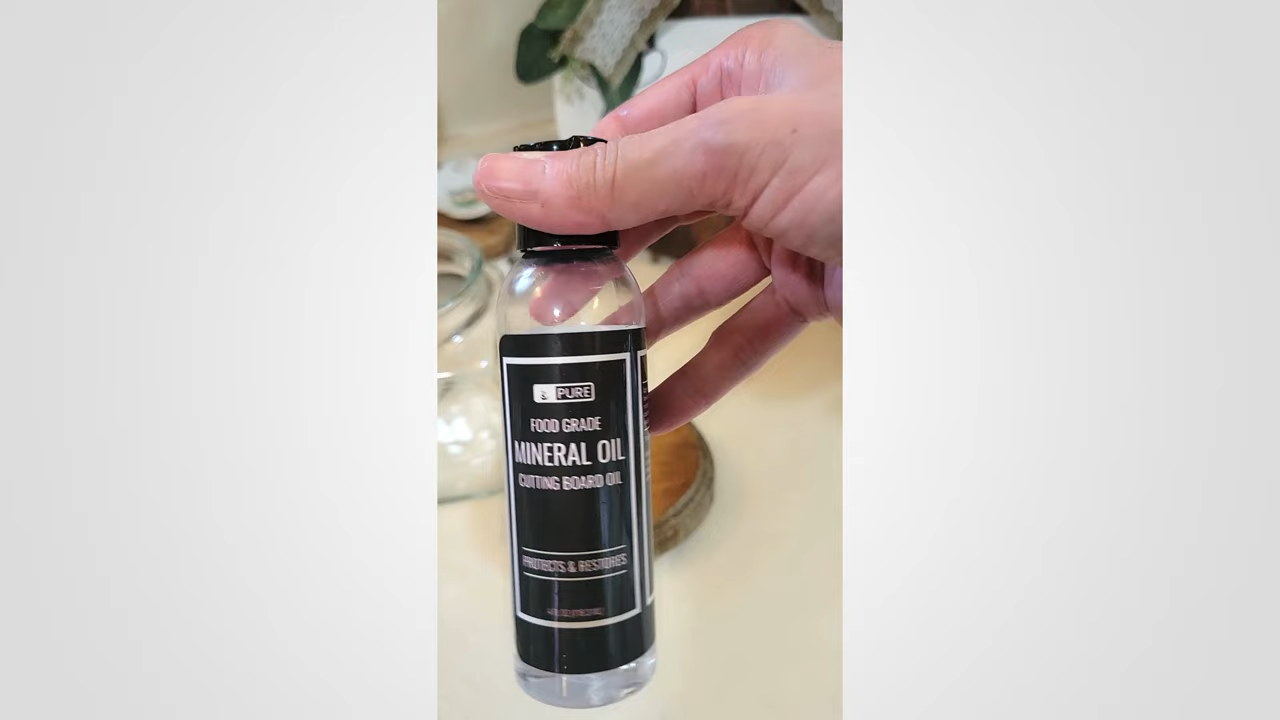 PURE
FOOD GRADE
MINERAL OIL
CUTTING BOARD OIL
PROTECTS & RESTORES